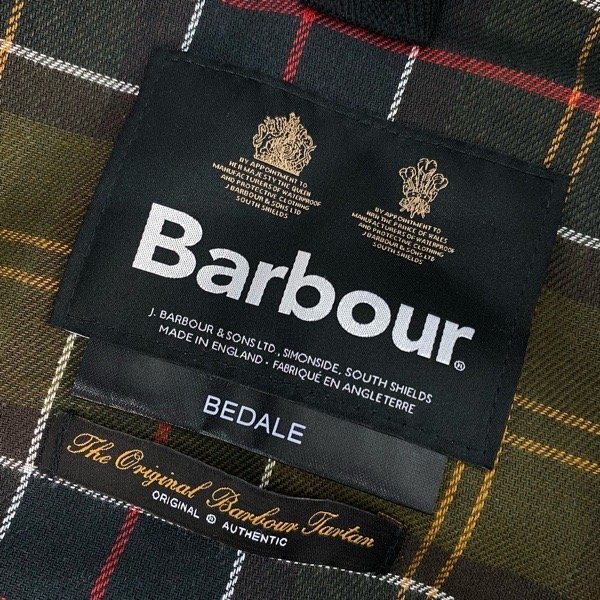 BY APPOINTMENT TO
HER MAJESTY THE QUEEN
MANUFACTURERS OF WATERPROOF
AND PROTECTIVE CLOTHING
J BARBOUR & SONS LTD
SOUTH SHIELDS
BY APPOINTMENT TO
HRH THE PRINCE OF WALES
MANUFACTURERS OF WATERPROOF
AND PROTECTIVE CLOTHING
J BARBOUR & SONS LTD
SOUTH SHIELDS
Barbour®
J. BARBOUR & SONS LTD, SIMONSIDE, SOUTH SHIELDS
MADE IN ENGLAND • FABRIQUÉ EN ANGLETERRE
BEDALE
The Original Barbour Tartan
ORIGINAL ® AUTHENTIC